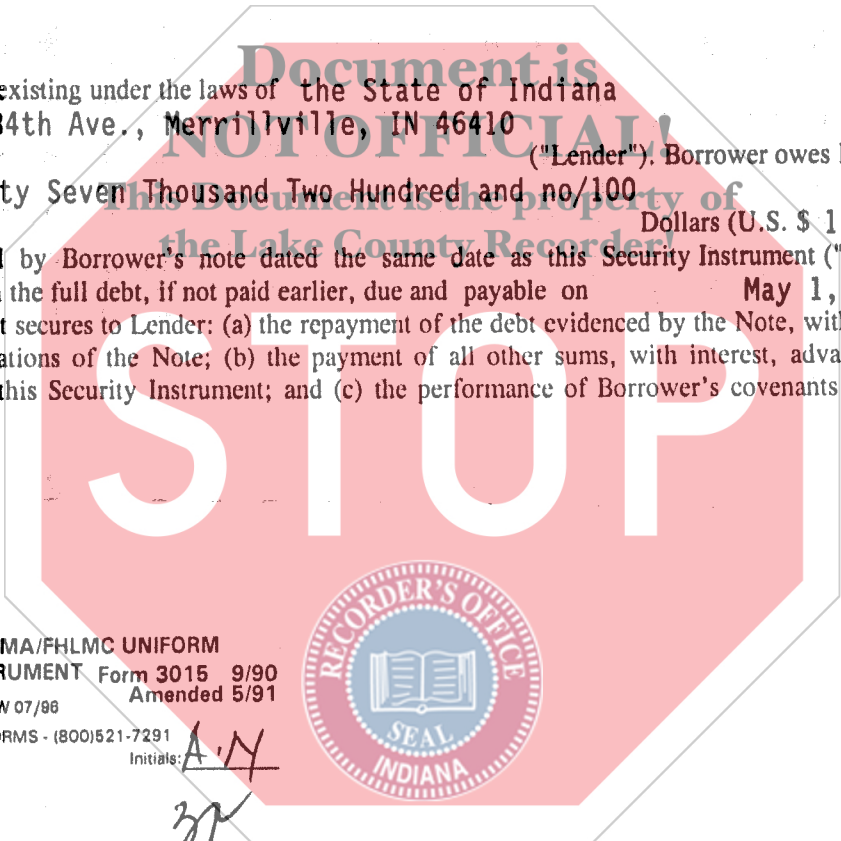 Document is
existing under the laws of the State of Indiana
84th Ave., Merrillville, IN 46410
NOT OFFICIAL!
("Lender"). Borrower owes
ty Seven Thousand Two Hundred and no/100
This Document is the property of
Dollars (U.S. $ 1
the Lake County Recorder!
by Borrower's note dated the same date as this Security Instrument ("
the full debt, if not paid earlier, due and payable on May 1,
t secures to Lender: (a) the repayment of the debt evidenced by the Note, with
ations of the Note; (b) the payment of all other sums, with interest, adva
this Security Instrument; and (c) the performance of Borrower's covenants
STOP
RECORDER'S OFFICE
SEAL
INDIANA
MA/FHLMC UNIFORM
RUMENT Form 3015 9/90
Amended 5/91
W 07/96
RMS - (800)521-7291
Initials: A.M